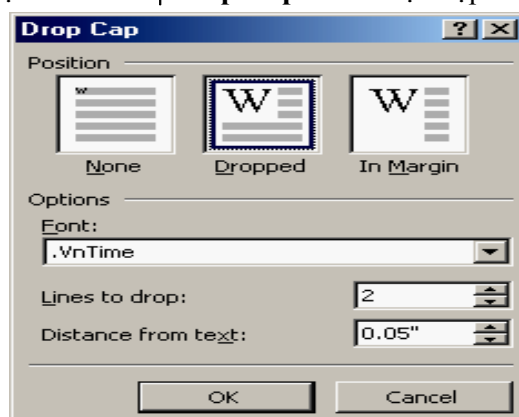 Drop Cap
Position
W W W
None Dropped In Margin
Options
Font:
.VnTime
Lines to drop: 2
Distance from text: 0.05"
OK Cancel